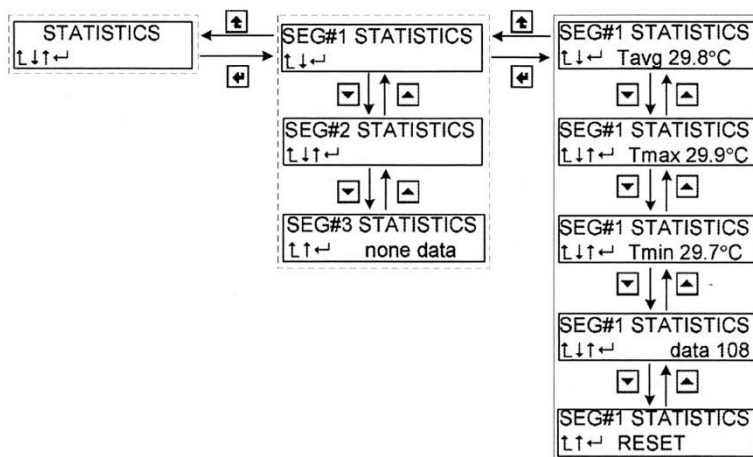 STATISTICS
↥↓↑↵
SEG#1 STATISTICS
↥↓↵
SEG#2 STATISTICS
↥↓↑↵
SEG#3 STATISTICS
↥↑↵ none data
SEG#1 STATISTICS
↥↓↵ Tavg 29.8°C
SEG#1 STATISTICS
↥↓↑↵ Tmax 29.9°C
SEG#1 STATISTICS
↥↓↑↵ Tmin 29.7°C
SEG#1 STATISTICS
↥↓↑↵ data 108
SEG#1 STATISTICS
↥↑↵ RESET